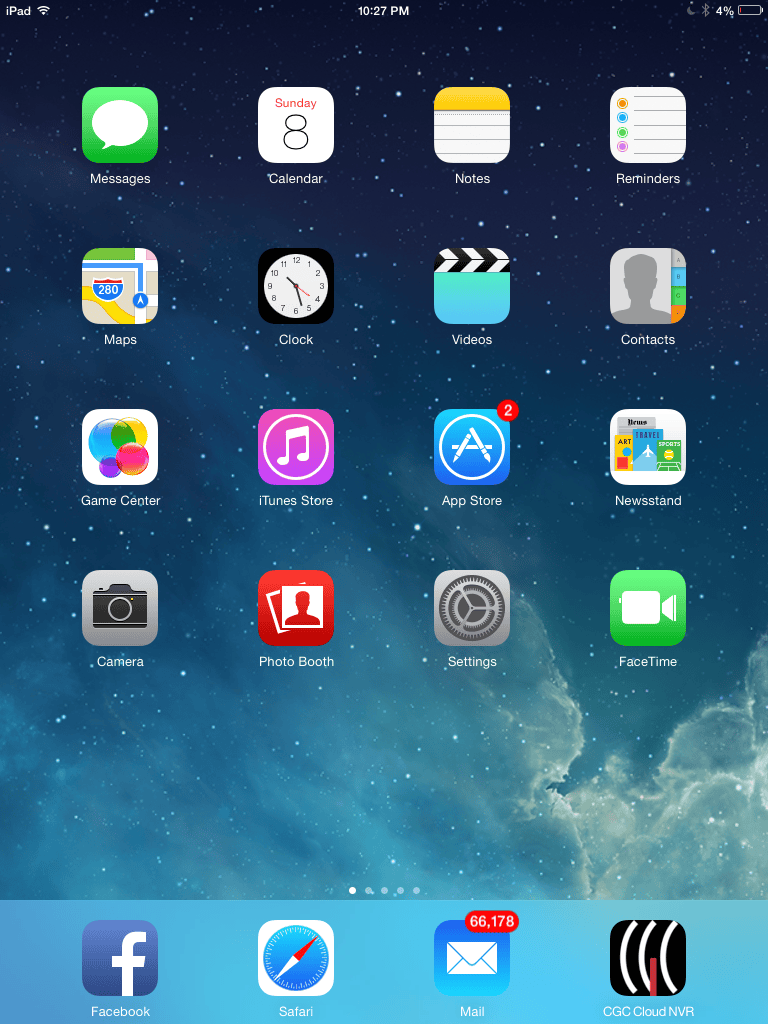 iPad 10:27 PM 4%
Sunday
8
Messages Calendar Notes Reminders
280
12
11 1
10 2
9 3
8 4
7 5
6
A
B
C
Maps Clock Videos Contacts
2
News
ART TRAVEL SPORTS
Game Center iTunes Store App Store Newsstand
Camera Photo Booth Settings FaceTime
66,178
f
Facebook Safari Mail CGC Cloud NVR